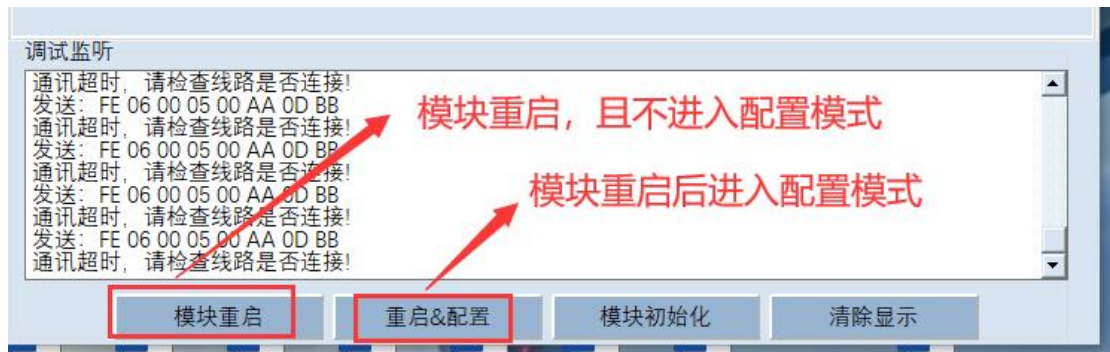 调试监听
通讯超时，请检查线路是否连接!
发送：FE 06 00 05 00 AA 0D BB
通讯超时，请检查线路是否连接!
发送：FE 06 00 05 00 AA 0D BB
通讯超时，请检查线路是否连接!
发送：FE 06 00 05 00 AA 0D BB
通讯超时，请检查线路是否连接!
发送：FE 06 00 05 00 AA 0D BB
通讯超时，请检查线路是否连接!
模块重启，且不进入配置模式
模块重启后进入配置模式
模块重启 重启&配置 模块初始化 清除显示